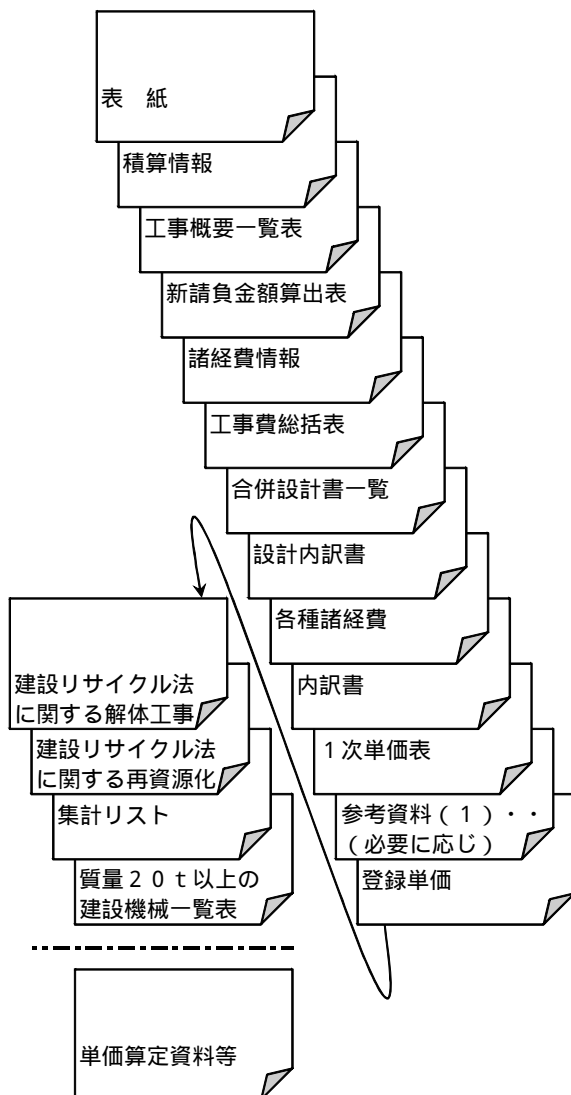 表　紙
積算情報
工事概要一覧表
新請負金額算出表
諸経費情報
工事費総括表
合併設計書一覧
設計内訳書
各種諸経費
内訳書
１次単価表
参考資料（１）・・
（必要に応じ）
登録単価
建設リサイクル法
に関する解体工事
建設リサイクル法
に関する再資源化
集計リスト
質量２０ｔ以上の
建設機械一覧表
単価算定資料等